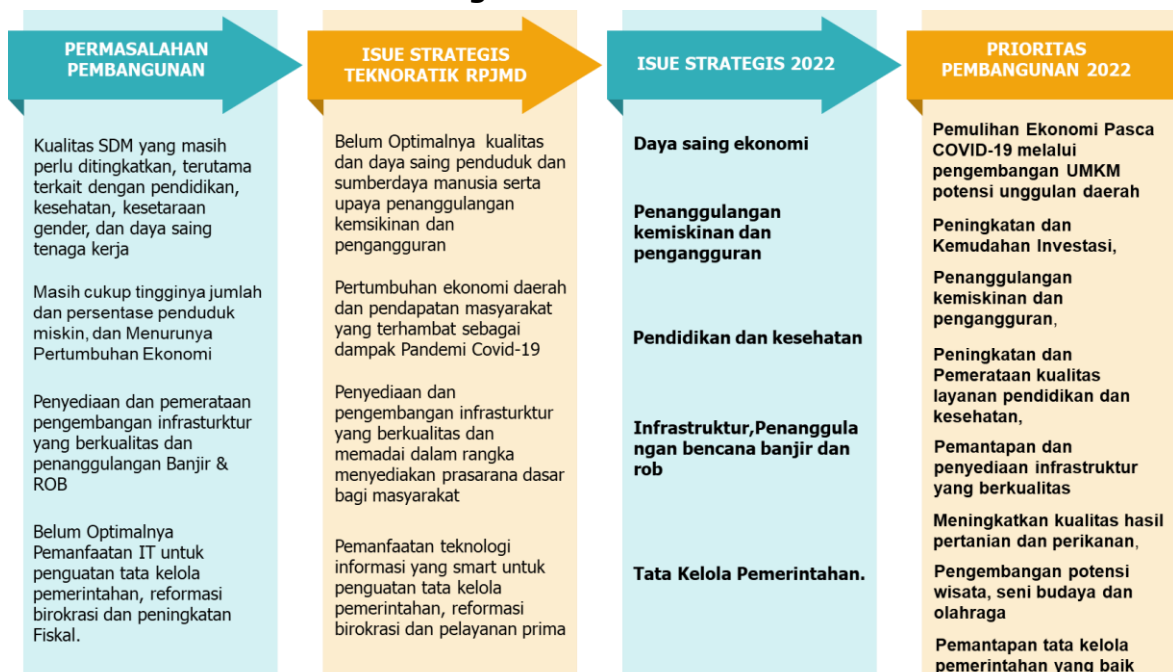 PERMASALAHAN
PEMBANGUNAN
Kualitas SDM yang masih
perlu ditingkatkan, terutama
terkait dengan pendidikan,
kesehatan, kesetaraan
gender, dan daya saing
tenaga kerja
Masih cukup tingginya jumlah
dan persentase penduduk
miskin, dan Menurunya
Pertumbuhan Ekonomi
Penyediaan dan pemerataan
pengembangan infasturktur
yang berkualitas dan
penanggulangan Banjir &
ROB
Belum Optimalnya
Pemanfaatan IT untuk
penguatan tata kelola
pemerintahan, reformasi
birokrasi dan peningkatan
Fiskal.
ISUE STRATEGIS
TEKNORATIK RPJMD
Belum Optimalnya kualitas
dan daya saing penduduk dan
sumberdaya manusia serta
upaya penanggulangan
kemsikinan dan
pengangguran
Pertumbuhan ekonomi daerah
dan pendapatan masyarakat
yang terhambat sebagai
dampak Pandemi Covid-19
Penyediaan dan
pengembangan infrasturktur
yang berkualitas dan
memadai dalam rangka
menyediakan prasarana dasar
bagi masyarakat
Pemanfaatan teknologi
informasi yang smart untuk
penguatan tata kelola
pemerintahan, reformasi
birokrasi dan pelayanan prima
ISUE STRATEGIS 2022
Daya saing ekonomi
Penanggulangan
kemiskinan dan
pengangguran
Pendidikan dan kesehatan
Infrastruktur,Penanggula
ngan bencana banjir dan
rob
Tata Kelola Pemerintahan.
PRIORITAS
PEMBANGUNAN 2022
Pemulihan Ekonomi Pasca
COVID-19 melalui
pengembangan UMKM
potensi unggulan daerah
Peningkatan dan
Kemudahan Investasi,
Penanggulangan
kemiskinan dan
pengangguran,
Peningkatan dan
Pemerataan kualitas
layanan pendidikan dan
kesehatan,
Pemantapan dan
penyediaan infrastruktur
yang berkualitas
Meningkatkan kualitas hasil
pertanian dan perikanan,
Pengembangan potensi
wisata, seni budaya dan
olahraga
Pemantapan tata kelola
pemerintahan yang baik